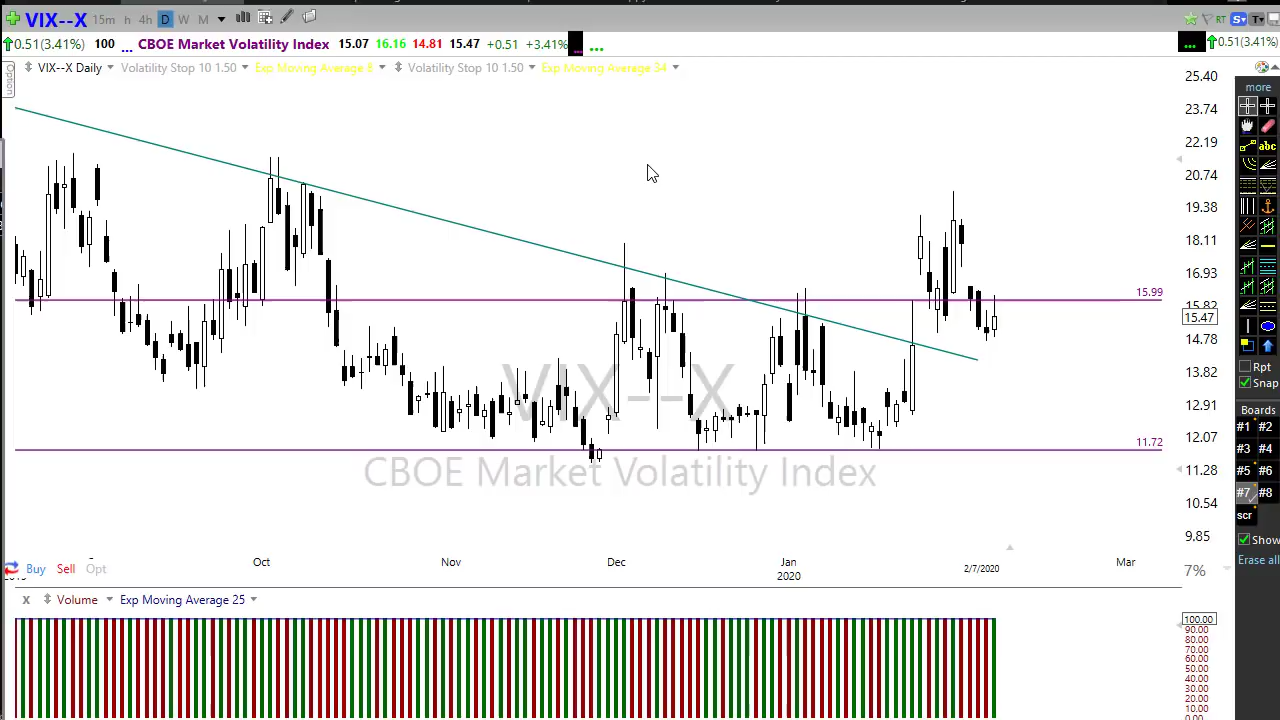 VIX--X 15m h 4h D W M RT S T
0.51(3.41%) 100 ... CBOE Market Volatility Index 15.07 16.16 14.81 15.47 +0.51 +3.41% ... ... ... 0.51(3.41%)
Option
VIX--X Daily Volatility Stop 10 1.50 Exp Moving Average 8 Volatility Stop 10 1.50 Exp Moving Average 34
more
abc
25.40
23.74
22.19
20.74
19.38
18.11
16.93
15.99
15.82
15.47
14.78
13.82
12.91
12.07
11.72
11.28
10.54
9.85
VIX--X
CBOE Market Volatility Index
Rpt
Snap
Boards
#1 #2
#3 #4
#5 #6
#7 #8
scr
Show
Erase all
Oct Nov Dec Jan 2/7/2020 Mar
2020
Buy Sell Opt
7%
x Volume Exp Moving Average 25
100.00
90.00
80.00
70.00
60.00
50.00
40.00
30.00
20.00
10.00
0.00